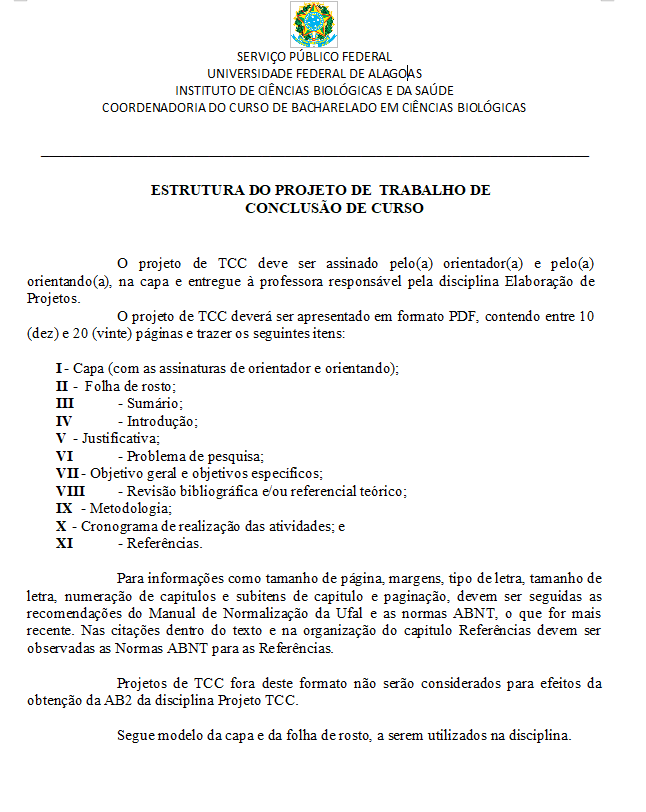 SERVIÇO PÚBLICO FEDERAL
UNIVERSIDADE FEDERAL DE ALAGOAS
INSTITUTO DE CIÊNCIAS BIOLÓGICAS E DA SAÚDE
COORDENADORIA DO CURSO DE BACHARELADO EM CIÊNCIAS BIOLÓGICAS
ESTRUTURA DO PROJETO DE TRABALHO DE
CONCLUSÃO DE CURSO
O projeto de TCC deve ser assinado pelo(a) orientador(a) e pelo(a)
orientando(a), na capa e entregue à professora responsável pela disciplina Elaboração de
Projetos.
O projeto de TCC deverá ser apresentado em formato PDF, contendo entre 10
(dez) e 20 (vinte) páginas e trazer os seguintes itens:
I - Capa (com as assinaturas de orientador e orientando);
II - Folha de rosto;
III - Sumário;
IV - Introdução;
V - Justificativa;
VI - Problema de pesquisa;
VII - Objetivo geral e objetivos específicos;
VIII - Revisão bibliográfica e/ou referencial teórico;
IX - Metodologia;
X - Cronograma de realização das atividades; e
XI - Referências.
Para informações como tamanho de página, margens, tipo de letra, tamanho de
letra, numeração de capítulos e subitens de capítulo e paginação, devem ser seguidas as
recomendações do Manual de Normalização da Ufal e as normas ABNT, o que for mais
recente. Nas citações dentro do texto e na organização do capítulo Referências devem ser
observadas as Normas ABNT para as Referências.
Projetos de TCC fora deste formato não serão considerados para efeitos da
obtenção da AB2 da disciplina Projeto TCC.
Segue modelo da capa e da folha de rosto, a serem utilizados na disciplina.